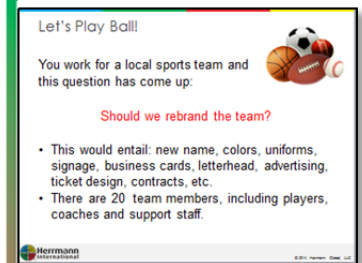 Let's Play Ball!
You work for a local sports team and
this question has come up:
Should we rebrand the team?
• This would entail: new name, colors, uniforms,
signage, business cards, letterhead, advertising,
ticket design, contracts, etc.
• There are 20 team members, including players,
coaches and support staff.
Herrmann
International